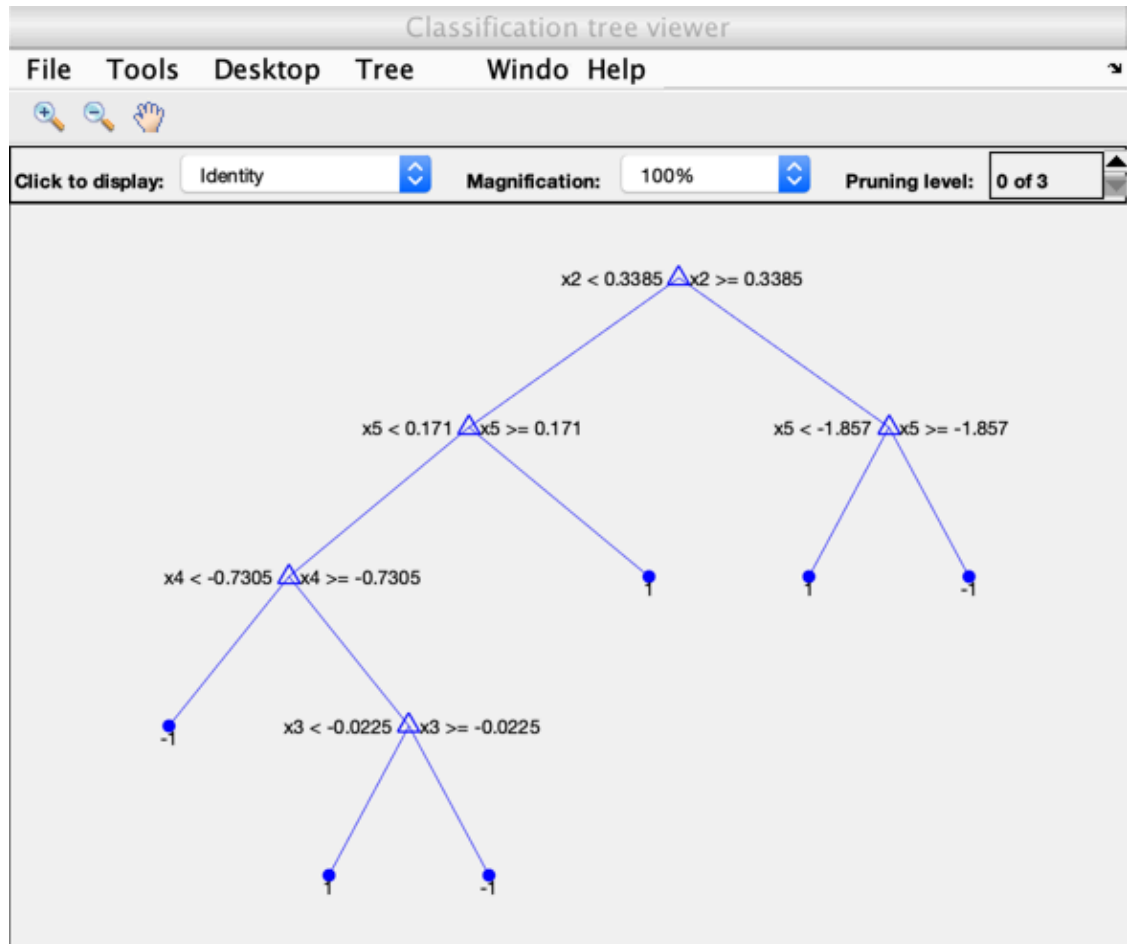 Classification tree viewer
File Tools Desktop Tree Windo Help
Click to display: Identity Magnification: 100% Pruning level: 0 of 3
x2 < 0.3385 x2 >= 0.3385
x5 < 0.171 x5 >= 0.171 x5 < -1.857 x5 >= -1.857
x4 < -0.7305 x4 >= -0.7305 1 1 -1
-1 x3 < -0.0225 x3 >= -0.0225
1 -1